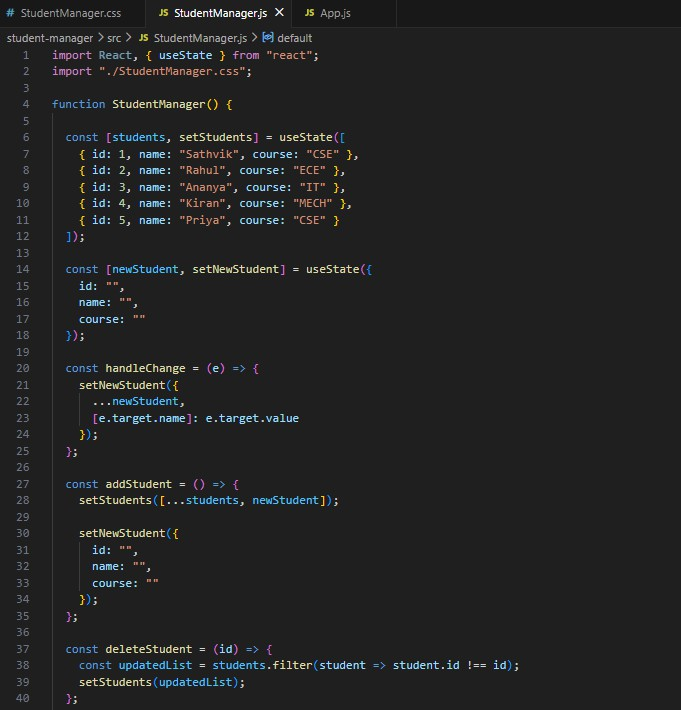 # StudentManager.css JS StudentManager.js × JS App.js
student-manager > src > JS StudentManager.js > default
1 import React, { useState } from "react";
2 import "./StudentManager.css";
3
4 function StudentManager() {
5
6   const [students, setStudents] = useState([
7     { id: 1, name: "Sathvik", course: "CSE" },
8     { id: 2, name: "Rahul", course: "ECE" },
9     { id: 3, name: "Ananya", course: "IT" },
10     { id: 4, name: "Kiran", course: "MECH" },
11     { id: 5, name: "Priya", course: "CSE" }
12   ]);
13
14   const [newStudent, setNewStudent] = useState({
15     id: "",
16     name: "",
17     course: ""
18   });
19
20   const handleChange = (e) => {
21     setNewStudent({
22       ...newStudent,
23       [e.target.name]: e.target.value
24     });
25   };
26
27   const addStudent = () => {
28     setStudents([...students, newStudent]);
29
30     setNewStudent({
31       id: "",
32       name: "",
33       course: ""
34     });
35   };
36
37   const deleteStudent = (id) => {
38     const updatedList = students.filter(student => student.id !== id);
39     setStudents(updatedList);
40   };